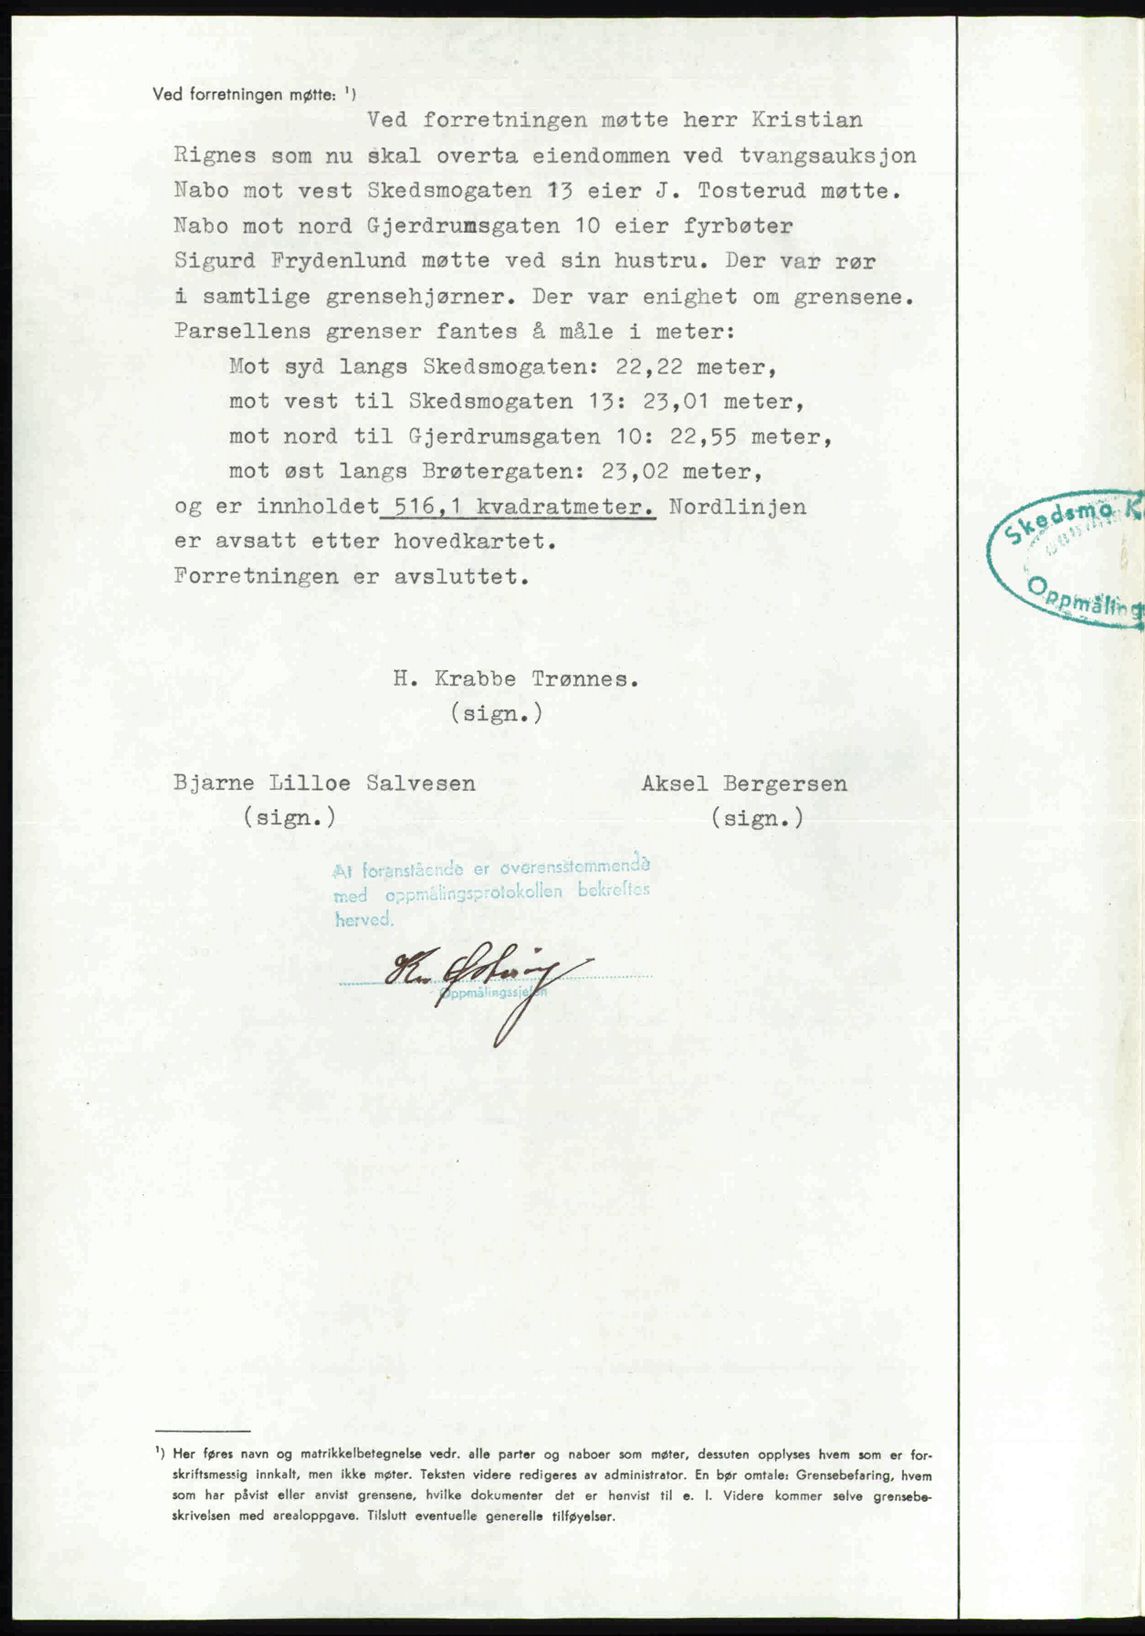 Ved forretningen møtte: ¹)
Ved forretningen møtte herr Kristian
Rignes som nu skal overta eiendommen ved tvangsauksjon
Nabo mot vest Skedsmogaten 13 eier J. Tosterud møtte.
Nabo mot nord Gjerdrumsgaten 10 eier fyrbøter
Sigurd Frydenlund møtte ved sin hustru. Der var rør
i samtlige grensehjørner. Der var enighet om grensene.
Parsellens grenser fantes å måle i meter:
Mot syd langs Skedsmogaten: 22,22 meter,
mot vest til Skedsmogaten 13: 23,01 meter,
mot nord til Gjerdrumsgaten 10: 22,55 meter,
mot øst langs Brøtergaten: 23,02 meter,
og er innholdet 516,1 kvadratmeter. Nordlinjen
er avsatt etter hovedkartet.
Forretningen er avsluttet.
Skedsmo K
Oppmåling
H. Krabbe Trønnes.
(sign.)
Bjarne Lilloe Salvesen Aksel Bergersen
(sign.) (sign.)
At foranstående er overensstemmende
med oppmålingsprotokollen bekreftes
herved.
Oppmålingssjefen
¹) Her føres navn og matrikkelbetegnelse vedr. alle parter og naboer som møter, dessuten opplyses hvem som er for-
skriftsmessig innkalt, men ikke møter. Teksten videre redigeres av administrator. En bør omtale: Grensebefaring, hvem
som har påvist eller anvist grensene, hvilke dokumenter det er henvist til e. l. Videre kommer selve grensebe-
skrivelsen med arealoppgave. Tilslutt eventuelle generelle tilføyelser.